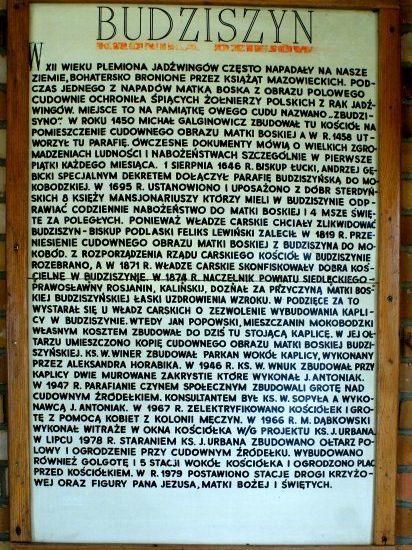 BUDZISZYN
KRONIKA DZIEJÓW
W XII WIEKU PLEMIONA JADŹWINGÓW CZĘSTO NAPADAŁY NA NASZE
ZIEMIE, BOHATERSKO BRONIONE PRZEZ KSIĄŻĄT MAZOWIECKICH. POD-
CZAS JEDNEGO Z NAPADÓW MATKA BOSKA Z OBRAZU POLOWEGO
CUDOWNIE OCHRONIŁA ŚPIĄCYCH ŻOŁNIERZY POLSKICH Z RĄK JADŹ-
WINGÓW. MIEJSCE TO NA PAMIĄTKĘ OWEGO CUDU NAZWANO „ZBUDZI-
SYNO". W ROKU 1450 MICHAŁ GALGINOWICZ ZBUDOWAŁ TU KOŚCIÓŁ NA
POMIESZCZENIE CUDOWNEGO OBRAZU MATKI BOSKIEJ A W R. 1458 UT-
WORZYŁ TU PARAFIĘ. ÓWCZESNE DOKUMENTY MÓWIĄ O WIELKICH ZGRO-
MADZENIACH LUDNOŚCI I NABOŻEŃSTWACH SZCZEGÓLNIE W PIERWSZE
PIĄTKI KAŻDEGO MIESIĄCA. 1 SIERPNIA 1646 R. BISKUP ŁUCKI, ANDRZEJ GĘ-
BICKI SPECJALNYM DEKRETEM DOŁĄCZYŁ PARAFIĘ BUDZISZYŃSKĄ DO MO-
KOBODZKIEJ. W 1695 R. USTANOWIONO I UPOSAŻONO Z DÓBR STERDYŃ-
SKICH 8 KSIĘŻY MANSJONARIUSZY KTÓRZY MIELI W BUDZISZYNIE ODP-
RAWIAĆ CODZIENNIE NABOŻEŃSTWO DO MATKI BOSKIEJ I 4 MSZE ŚWIĘ-
TE ZA POLEGŁYCH. PONIEWAŻ WŁADZE CARSKIE CHCIAŁY ZLIKWIDOWAĆ
BUDZISZYN - BISKUP PODLASKI FELIKS LEWIŃSKI ZALECIŁ W 1819 R. PRZE-
NIESIENIE CUDOWNEGO OBRAZU MATKI BOSKIEJ Z BUDZISZYNA DO MO-
KOBÓD. Z ROZPORZĄDZENIA RZĄDU CARSKIEGO KOŚCIÓŁ W BUDZISZYNIE
ROZEBRANO, A W 1871 R. WŁADZE CARSKIE SKONFISKOWAŁY DOBRA KOŚ-
CIELNE W BUDZISZYNIE. W 1874 R. NACZELNIK POWIATU SIEDLECKIEGO -
PRAWOSŁAWNY ROSJANIN, KALIŃSKIJ, DOZNAŁ ZA PRZYCZYNĄ MATKI BOS-
KIEJ BUDZISZYŃSKIEJ ŁASKI UZDROWIENIA WZROKU. W PODZIĘCE ZA TO
WYSTARAŁ SIĘ U WŁADZ CARSKICH O ZEZWOLENIE WYBUDOWANIA KAPLI-
CY W BUDZISZYNIE. WTEDY JAN POPOWSKI, MIESZCZANIN MOKOBODZKI
WŁASNYM KOSZTEM ZBUDOWAŁ DO DZIŚ TU STOJĄCĄ KAPLICĘ. W JEJ OŁ-
TARZU UMIESZCZONO KOPIĘ CUDOWNEGO OBRAZU MATKI BOSKIEJ BUDZI-
SZYŃSKIEJ. KS. W. WINER ZBUDOWAŁ PARKAN WOKÓŁ KAPLICY, WYKONANY
PRZEZ ALEKSANDRA HORABIKA. W 1946 R. KS. W. WNUK ZBUDOWAŁ PRZY
KAPLICY DWIE MUROWANE ZAKRYSTIE KTÓRE WYKONAŁ J. ANTONIAK.
W 1947 R. PARAFIANIE CZYNEM SPOŁECZNYM ZBUDOWALI GROTĘ NAD
CUDOWNYM ŹRÓDEŁKIEM. KONSULTANTEM BYŁ KS. W. SOPYŁA A WYKO-
NAWCĄ J. ANTONIAK. W 1967 R. ZELEKTRYFIKOWANO KOŚCIÓŁEK I GRO-
TĘ Z POMOCĄ KOBIET Z KOLONII MĘCZYN. W 1966 R. M. DĄBKOWSKI
WYKONAŁ WITRAŻE W OKNA KOŚCIÓŁKA W/G PROJEKTU KS. J. URBANA.
W LIPCU 1978 R. STARANIEM KS. J. URBANA ZBUDOWANO OŁTARZ PO-
LOWY I OGRODZENIE PRZY CUDOWNYM ŹRÓDEŁKU. WYBUDOWANO
RÓWNIEŻ GOLGOTĘ I 5 STACJI WOKÓŁ KOŚCIÓŁKA I OGRODZONO PLAC
PRZED KOŚCIÓŁKIEM. W R. 1979 POSTAWIONO STACJE DROGI KRZYŻO-
WEJ ORAZ FIGURY PANA JEZUSA, MATKI BOŻEJ I ŚWIĘTYCH.